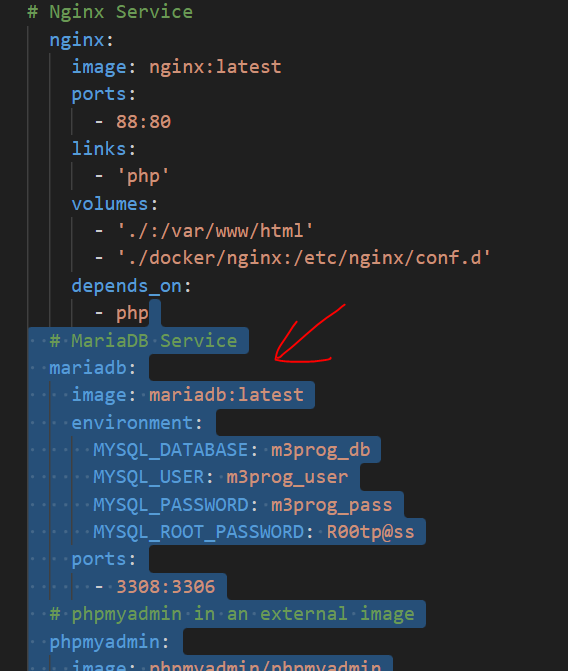 # Nginx Service
nginx:
image: nginx:latest
ports:
- 88:80
links:
- 'php'
volumes:
- './:/var/www/html'
- './docker/nginx:/etc/nginx/conf.d'
depends_on:
- php
# MariaDB Service
mariadb:
image: mariadb:latest
environment:
MYSQL_DATABASE: m3prog_db
MYSQL_USER: m3prog_user
MYSQL_PASSWORD: m3prog_pass
MYSQL_ROOT_PASSWORD: R00tp@ss
ports:
- 3308:3306
# phpmyadmin in an external image
phpmyadmin:
image: phpmyadmin/phpmyadmin